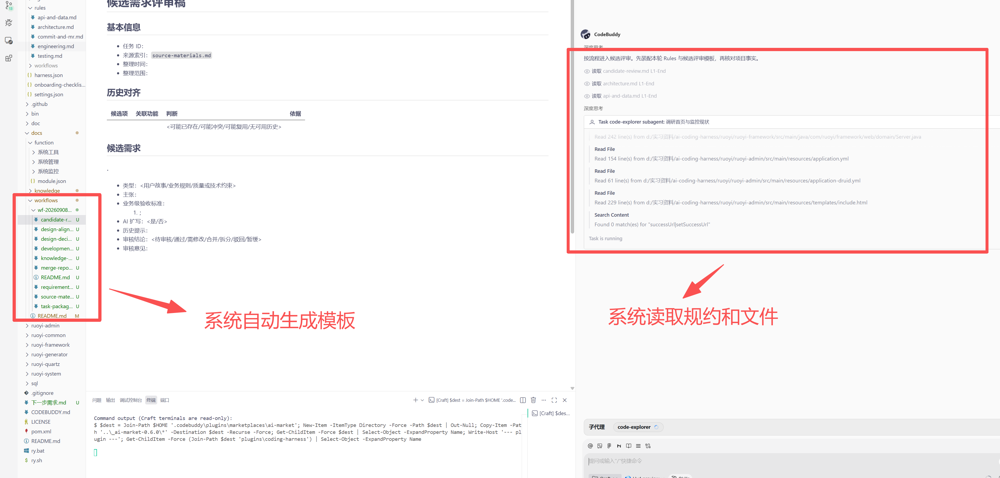 13
rules
api-and-data.md
architecture.md
commit-and-mr.md
engineering.md
testing.md
workflows
harness.json
onboarding-checklis...
settings.json
.github
bin
doc
docs
function
系统工具
系统管理
系统监控
module.json
knowledge
workflows
wf-20260908...
candidate-r... U
design-align... U
design-deci... U
developmen... U
knowledge-... U
merge-repo... U
README.md U
requirement... U
source-mate... U
task-packag... U
README.md M
ruoyi-admin
ruoyi-common
ruoyi-framework
ruoyi-generator
ruoyi-quartz
ruoyi-system
sql
.gitignore
下一步需求.md U
CODEBUDDY.md
LICENSE
pom.xml
README.md
ry.bat
ry.sh
候选需求评审稿
基本信息
任务 ID：
来源索引： source-materials.md
整理时间：
整理范围：
历史对齐
候选项 关联功能 判断 依据
<可能已存在/可能冲突/可能复用/无可用历史>
候选需求
.
类型：<用户故事/业务规则/质量或技术约束>
主张：
业务级验收标准：
1. ；
AI 扩写：<是/否>
历史提示：
审核结论：<待审核/通过/需修改/合并/拆分/驳回/暂缓>
审核意见：
系统自动生成模板
问题 输出 调试控制台 终端 端口
[Craft] $dest = Join-Path $HOME '.code...
[Craft] $des...
Command output (Craft terminals are read-only):
$ $dest = Join-Path $HOME '.codebuddy\plugins\marketplaces\ai-market'; New-Item -ItemType Directory -Force -Path $dest | Out-Null; Copy-Item -Pat
h '..\_ai-market-0.6.0\*' -Destination $dest -Recurse -Force; Get-ChildItem -Force $dest | Select-Object -ExpandProperty Name; Write-Host '--- pl
ugin ---'; Get-ChildItem -Force (Join-Path $dest 'plugins\coding-harness') | Select-Object -ExpandProperty Name
CodeBuddy
深度思考
按流程进入候选评审。先装配本轮 Rules 与候选评审模板，再核对项目事实。
读取 candidate-review.md L1-End
读取 architecture.md L1-End
读取 api-and-data.md L1-End
深度思考
Task code-explorer subagent: 调研首页与监控现状
Read 242 line(s) from d:/实习资料/ai-coding-harness/ruoyi/ruoyi-framework/src/main/java/com/ruoyi/framework/web/domain/Server.java
Read File
Read 154 line(s) from d:/实习资料/ai-coding-harness/ruoyi/ruoyi-admin/src/main/resources/application.yml
Read File
Read 61 line(s) from d:/实习资料/ai-coding-harness/ruoyi/ruoyi-admin/src/main/resources/application-druid.yml
Read File
Read 229 line(s) from d:/实习资料/ai-coding-harness/ruoyi/ruoyi-admin/src/main/resources/templates/include.html
Search Content
Found 0 match(es) for "successUrl|setSuccessUrl"
Task is running
系统读取规约和文件
子代理 code-explorer
提问或输入"/"快捷命令